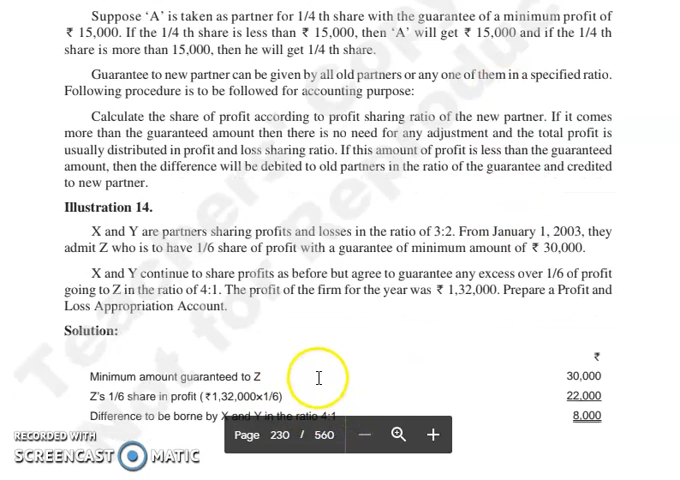 Suppose ‘A’ is taken as partner for 1/4 th share with the guarantee of a minimum profit of
₹ 15,000. If the 1/4 th share is less than ₹ 15,000, then ‘A’ will get ₹ 15,000 and if the 1/4 th
share is more than 15,000, then he will get 1/4 th share.
Guarantee to new partner can be given by all old partners or any one of them in a specified ratio.
Following procedure is to be followed for accounting purpose:
Calculate the share of profit according to profit sharing ratio of the new partner. If it comes
more than the guaranteed amount then there is no need for any adjustment and the total profit is
usually distributed in profit and loss sharing ratio. If this amount of profit is less than the guaranteed
amount, then the difference will be debited to old partners in the ratio of the guarantee and credited
to new partner.
Illustration 14.
X and Y are partners sharing profits and losses in the ratio of 3:2. From January 1, 2003, they
admit Z who is to have 1/6 share of profit with a guarantee of minimum amount of ₹ 30,000.
X and Y continue to share profits as before but agree to guarantee any excess over 1/6 of profit
going to Z in the ratio of 4:1. The profit of the firm for the year was ₹ 1,32,000. Prepare a Profit and
Loss Appropriation Account.
Solution:
₹
Minimum amount guaranteed to Z 30,000
Z's 1/6 share in profit (₹1,32,000×1/6) 22,000
Difference to be borne by X and Y in the ratio 4:1 8,000
Page 230 / 560
RECORDED WITH
SCREENCAST MATIC